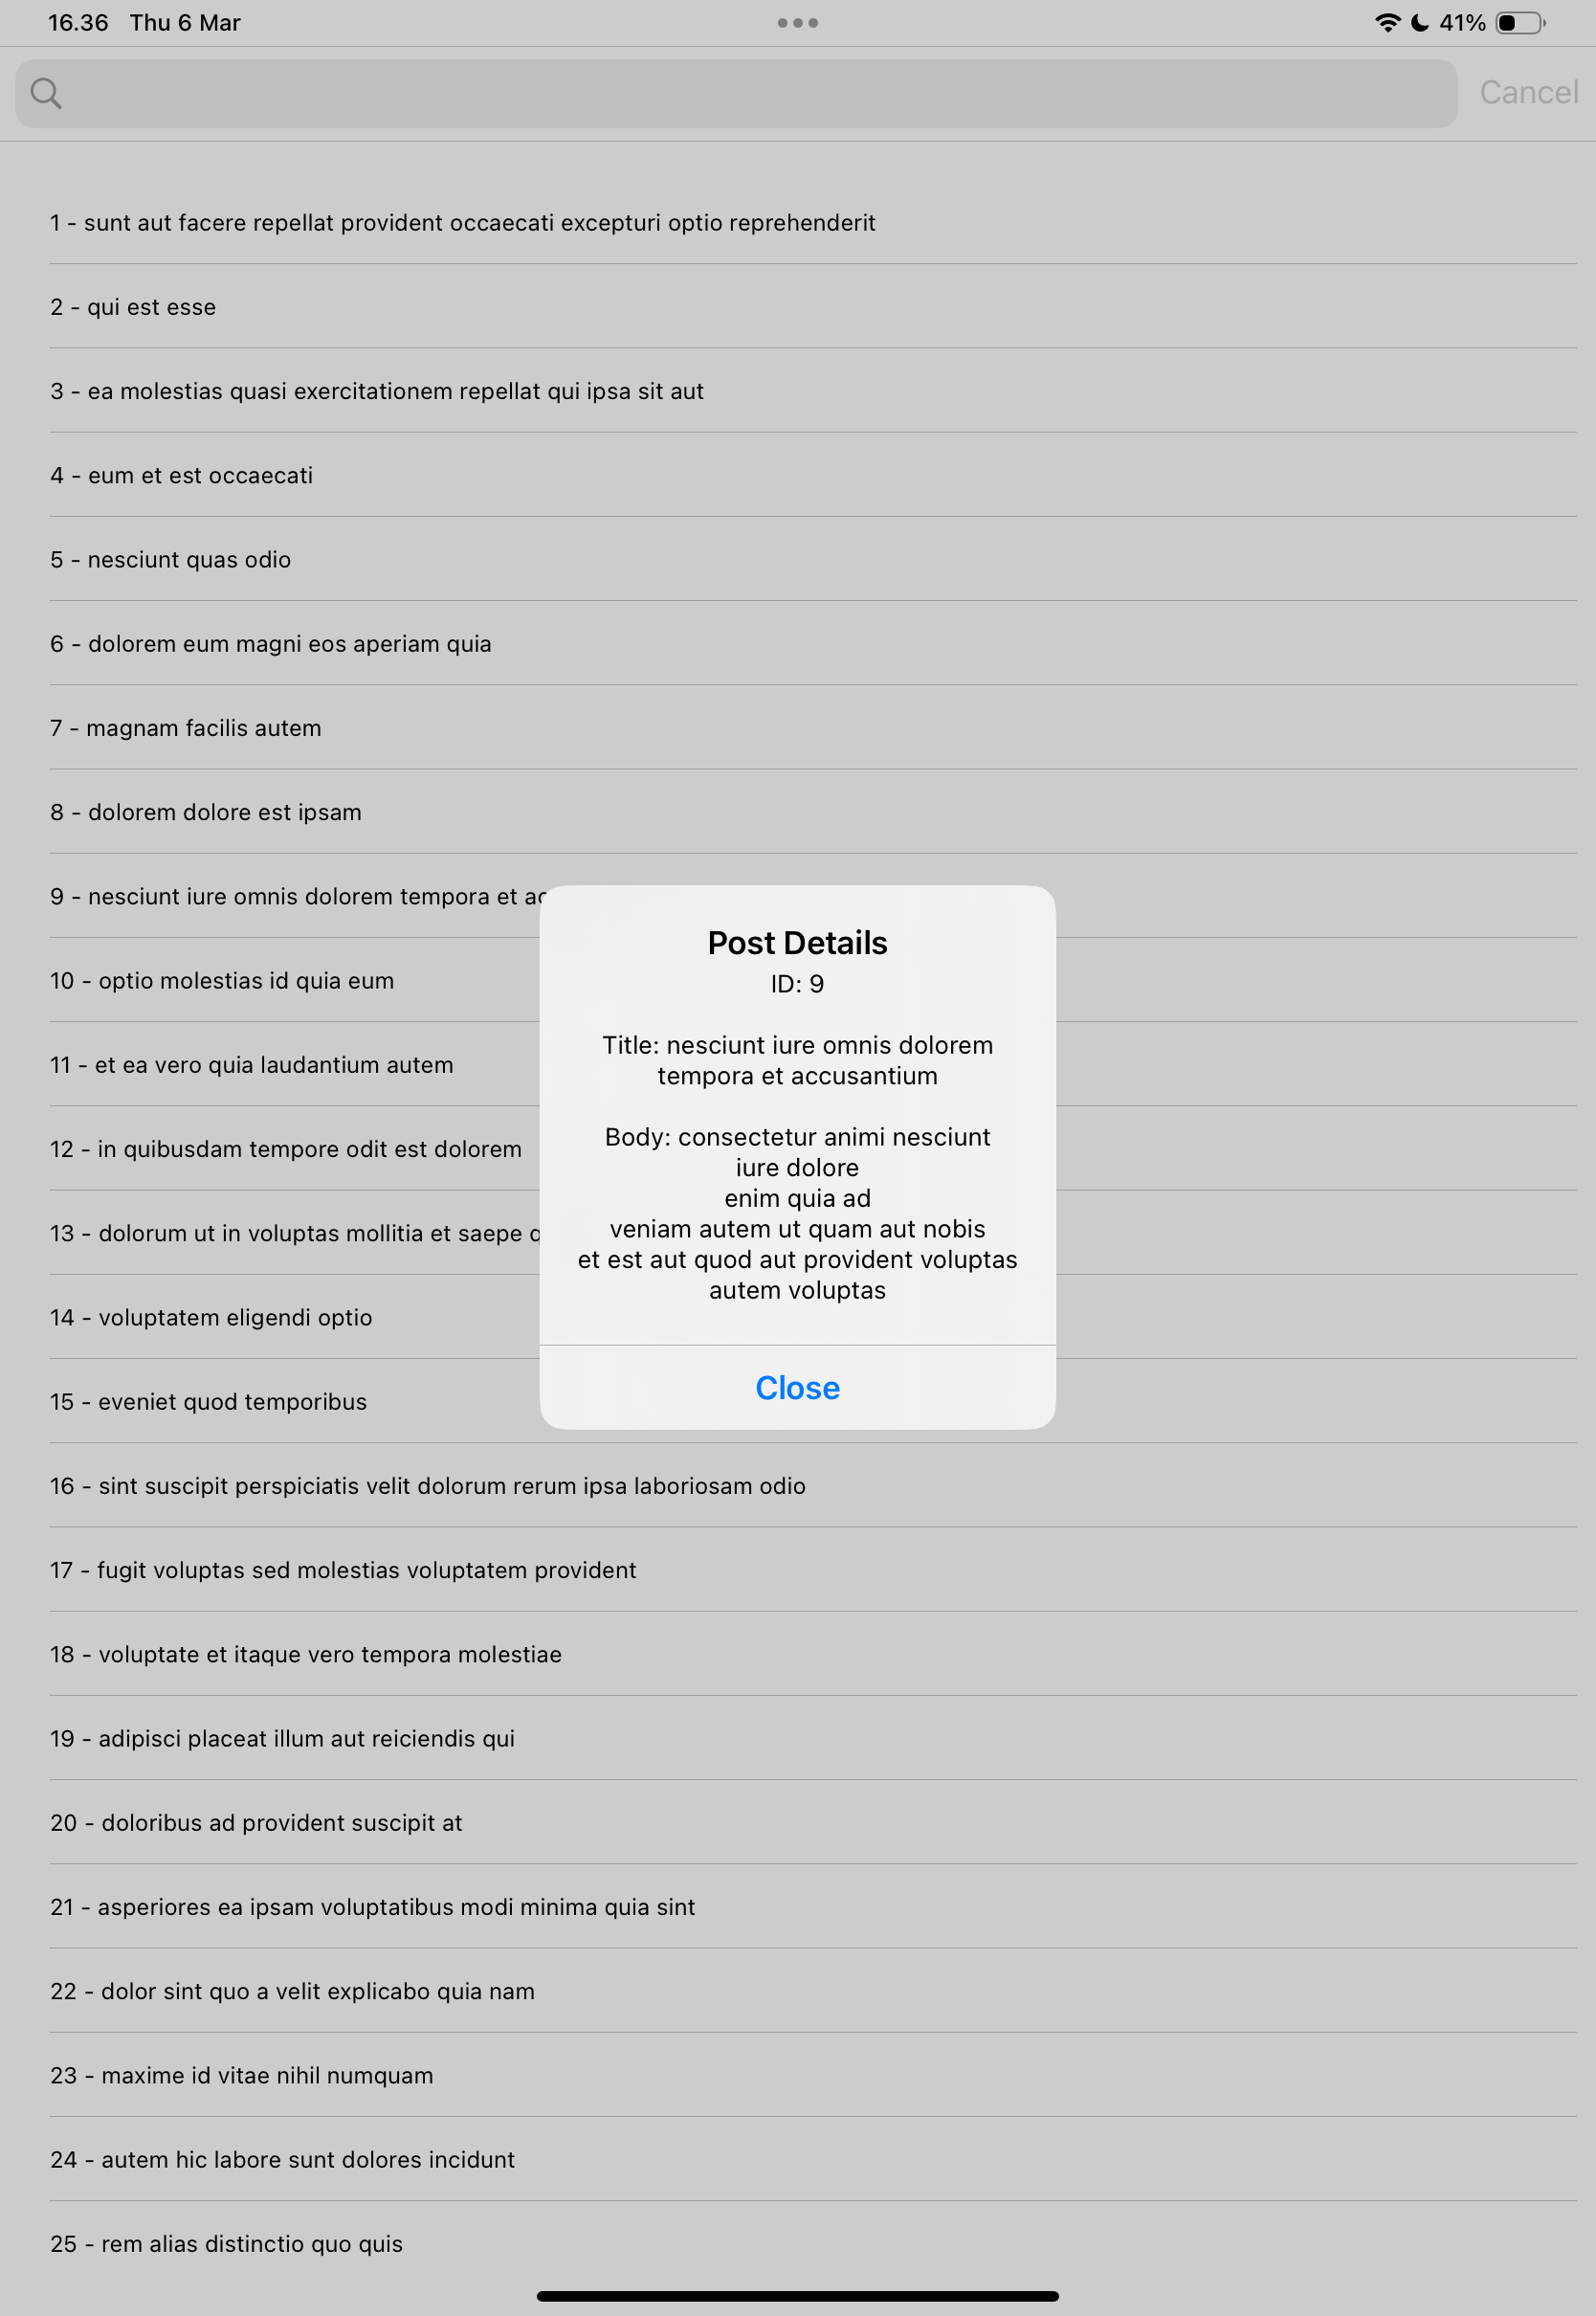 16.36 Thu 6 Mar
41%
Cancel
1 - sunt aut facere repellat provident occaecati excepturi optio reprehenderit
2 - qui est esse
3 - ea molestias quasi exercitationem repellat qui ipsa sit aut
4 - eum et est occaecati
5 - nesciunt quas odio
6 - dolorem eum magni eos aperiam quia
7 - magnam facilis autem
8 - dolorem dolore est ipsam
9 - nesciunt iure omnis dolorem tempora et
10 - optio molestias id quia eum
11 - et ea vero quia laudantium autem
12 - in quibusdam tempore odit est dolorem
13 - dolorum ut in voluptas mollitia et saepe
14 - voluptatem eligendi optio
15 - eveniet quod temporibus
16 - sint suscipit perspiciatis velit dolorum rerum ipsa laboriosam odio
17 - fugit voluptas sed molestias voluptatem provident
18 - voluptate et itaque vero tempora molestiae
19 - adipisci placeat illum aut reiciendis qui
20 - doloribus ad provident suscipit at
21 - asperiores ea ipsam voluptatibus modi minima quia sint
22 - dolor sint quo a velit explicabo quia nam
23 - maxime id vitae nihil numquam
24 - autem hic labore sunt dolores incidunt
25 - rem alias distinctio quo quis
Post Details
ID: 9
Title: nesciunt iure omnis dolorem
tempora et accusantium
Body: consectetur animi nesciunt
iure dolore
enim quia ad
veniam autem ut quam aut nobis
et est aut quod aut provident voluptas
autem voluptas
Close